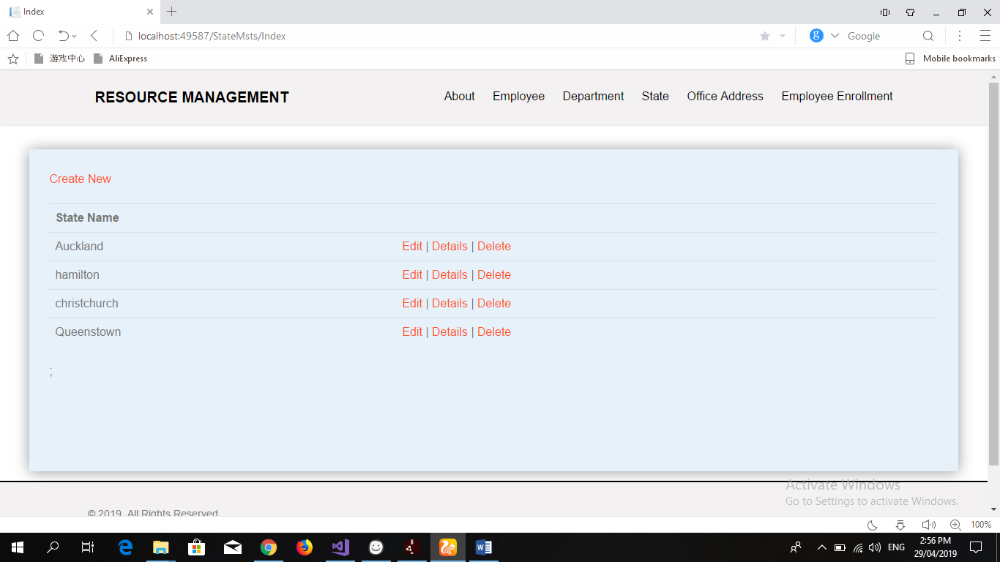 Index
localhost:49587/StateMsts/Index
Google
游戏中心 AliExpress Mobile bookmarks
RESOURCE MANAGEMENT About Employee Department State Office Address Employee Enrollment
Create New
State Name
Auckland Edit | Details | Delete
hamilton Edit | Details | Delete
christchurch Edit | Details | Delete
Queenstown Edit | Details | Delete
;
Activate Windows
Go to Settings to activate Windows.
© 2019 All Rights Reserved
100%
ENG
2:56 PM
29/04/2019